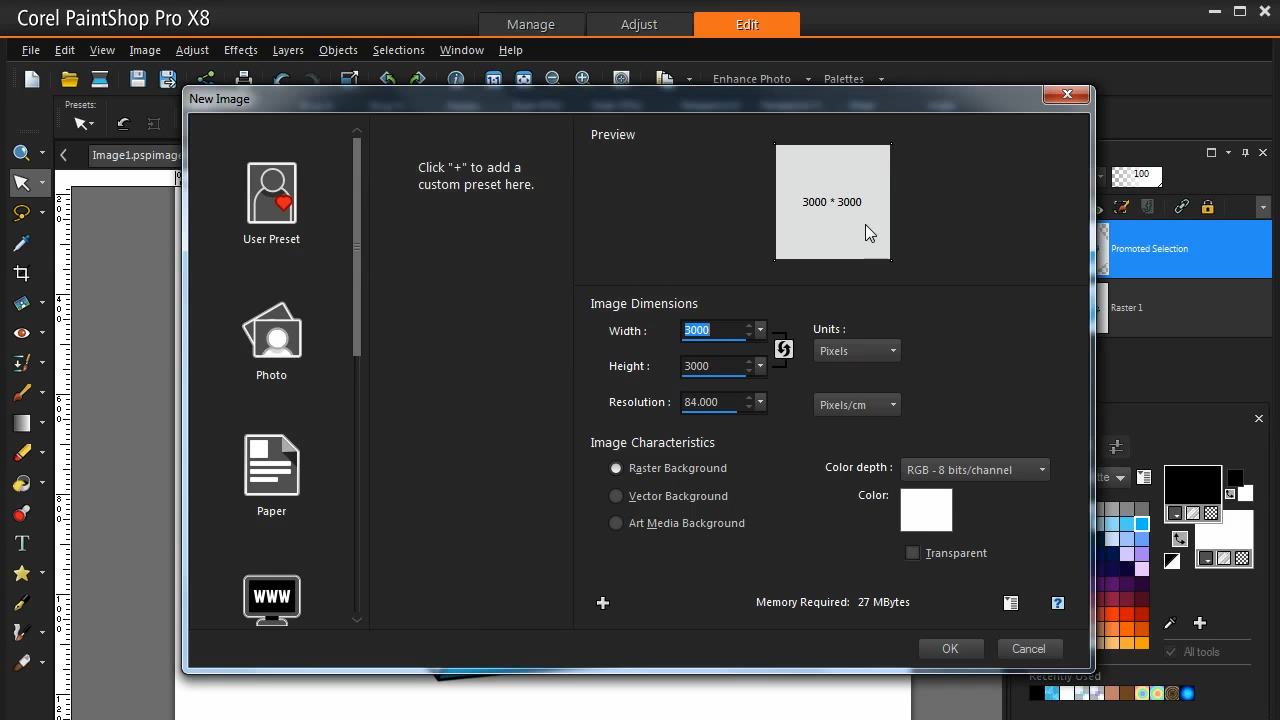 Corel PaintShop Pro X8
Manage
Adjust
Edit
File
Edit
View
Image
Adjust
Effects
Layers
Objects
Selections
Window
Help
Enhance Photo
Palettes
Presets:
New Image
Image1.pspimage
100
Promoted Selection
Raster 1
User Preset
Photo
Paper
WWW
Click "+" to add a
custom preset here.
Preview
3000 * 3000
Image Dimensions
Width :
3000
Units :
Pixels
Height :
3000
Resolution :
84.000
Pixels/cm
Image Characteristics
Raster Background
Vector Background
Art Media Background
Color depth :
RGB - 8 bits/channel
Color:
Transparent
Memory Required: 27 MBytes
OK
Cancel
All tools
Recently Used